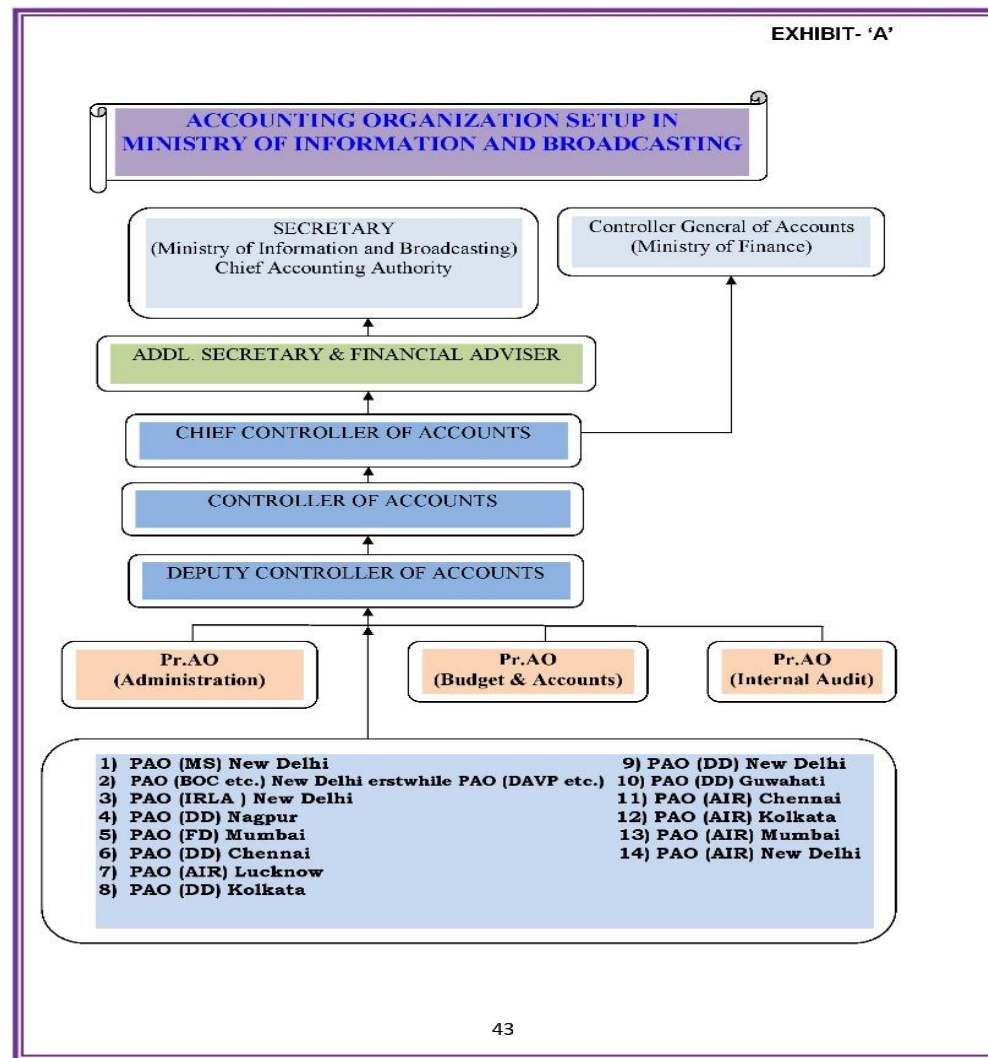 EXHIBIT- ‘A’
ACCOUNTING ORGANIZATION SETUP IN
MINISTRY OF INFORMATION AND BROADCASTING
SECRETARY
(Ministry of Information and Broadcasting)
Chief Accounting Authority
Controller General of Accounts
(Ministry of Finance)
ADDL. SECRETARY & FINANCIAL ADVISER
CHIEF CONTROLLER OF ACCOUNTS
CONTROLLER OF ACCOUNTS
DEPUTY CONTROLLER OF ACCOUNTS
Pr.AO
(Administration)
Pr.AO
(Budget & Accounts)
Pr.AO
(Internal Audit)
1) PAO (MS) New Delhi
2) PAO (BOC etc.) New Delhi erstwhile PAO (DAVP etc.)
3) PAO (IRLA ) New Delhi
4) PAO (DD) Nagpur
5) PAO (FD) Mumbai
6) PAO (DD) Chennai
7) PAO (AIR) Lucknow
8) PAO (DD) Kolkata
9) PAO (DD) New Delhi
10) PAO (DD) Guwahati
11) PAO (AIR) Chennai
12) PAO (AIR) Kolkata
13) PAO (AIR) Mumbai
14) PAO (AIR) New Delhi
43